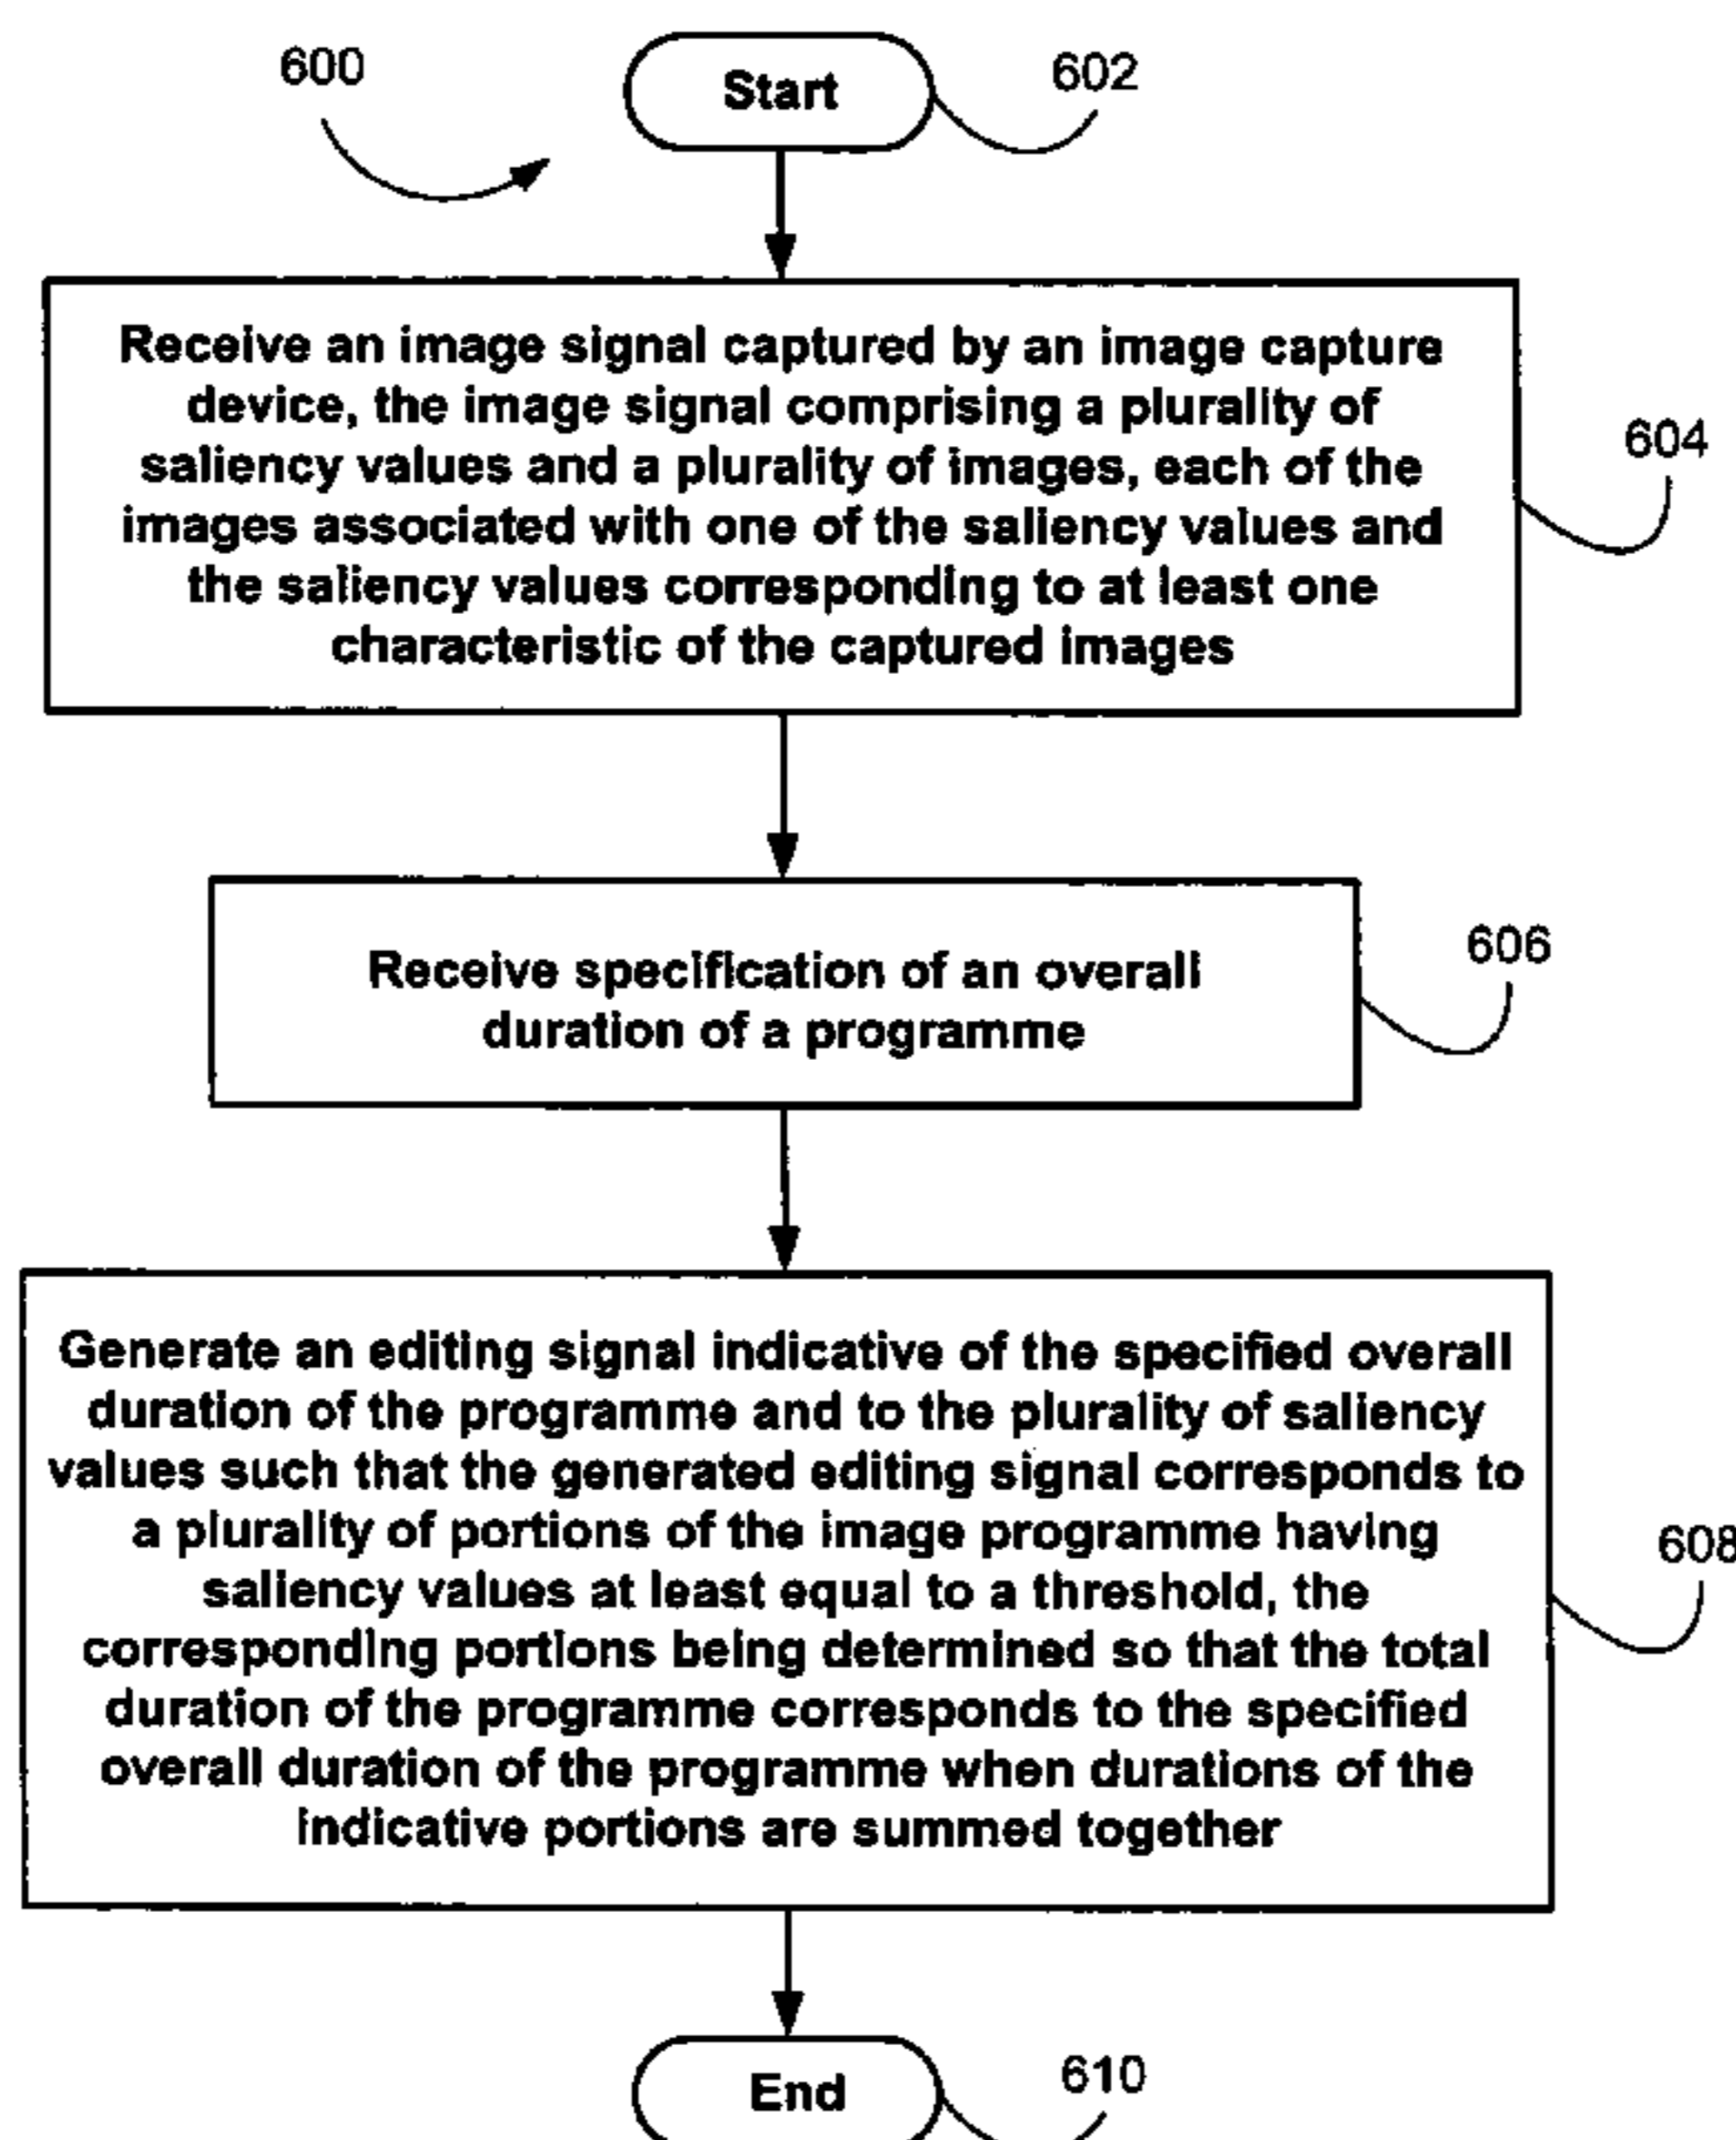 600
Start
602
Receive an image signal captured by an image capture
device, the image signal comprising a plurality of
saliency values and a plurality of images, each of the
images associated with one of the saliency values and
the saliency values corresponding to at least one
characteristic of the captured images
604
Receive specification of an overall
duration of a programme
606
Generate an editing signal indicative of the specified overall
duration of the programme and to the plurality of saliency
values such that the generated editing signal corresponds to
a plurality of portions of the image programme having
saliency values at least equal to a threshold, the
corresponding portions being determined so that the total
duration of the programme corresponds to the specified
overall duration of the programme when durations of the
indicative portions are summed together
608
End
610